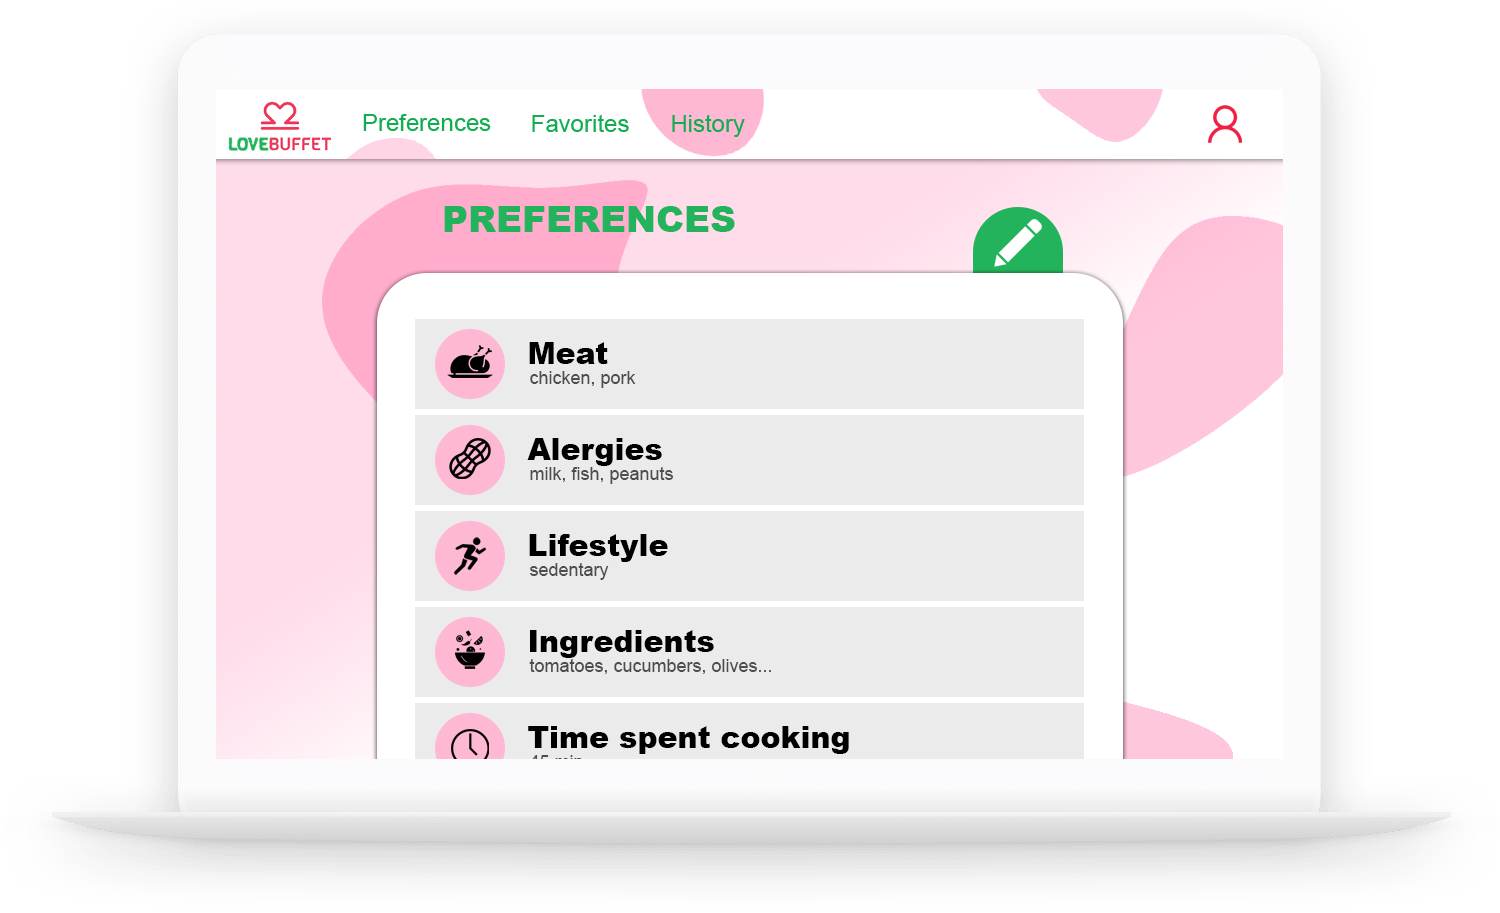 LOVEBUFFET
Preferences
Favorites
History
PREFERENCES
Meat
chicken, pork
Alergies
milk, fish, peanuts
Lifestyle
sedentary
Ingredients
tomatoes, cucumbers, olives...
Time spent cooking